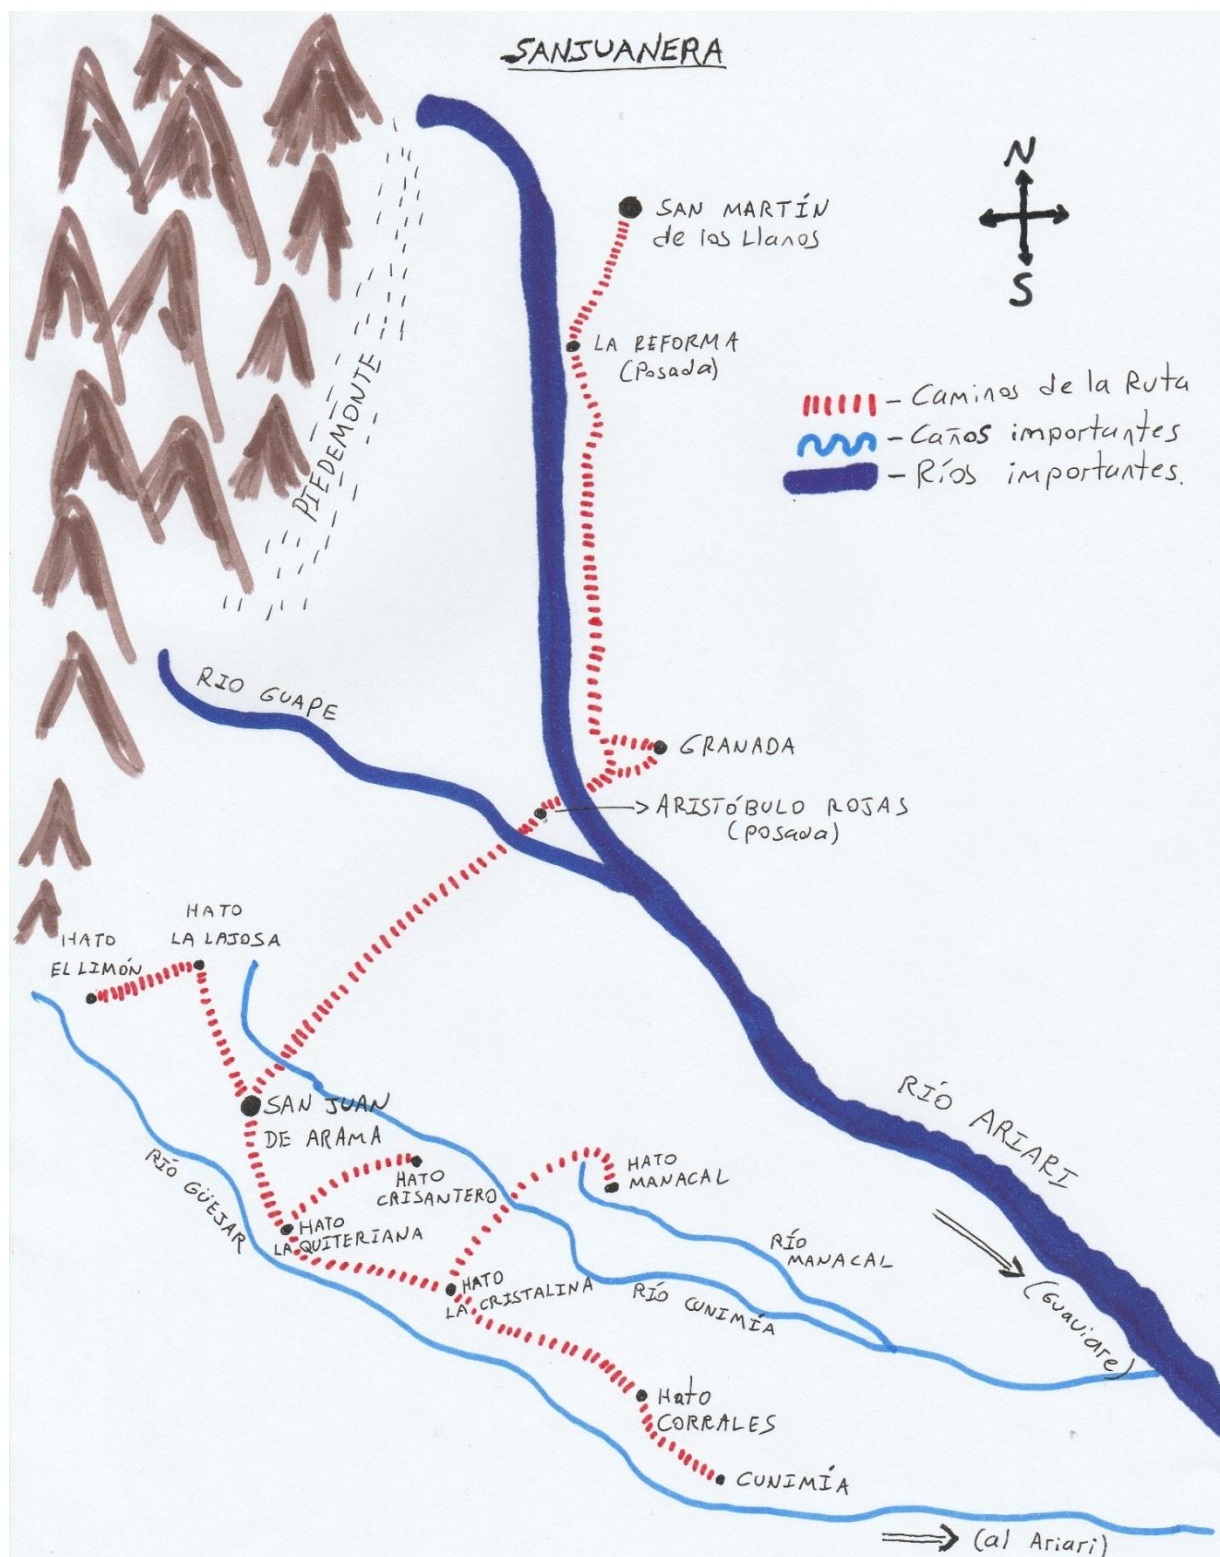 SANJUANERA
N
S
SAN MARTÍN
de los Llanos
LA REFORMA
(Posada)
- Caminos de la Ruta
- Caños importantes
- Ríos importantes.
PIEDEMONTE
RIO GUAPE
GRANADA
ARISTÓBULO ROJAS
(Posada)
HATO
LA LAJOSA
HATO
EL LIMÓN
SAN JUAN
DE ARAMA
RÍO ARIARI
RÍO GÜEJAR
HATO
CRISANTERO
HATO
MANACAL
HATO
LA QUITERIANA
RÍO
MANACAL
HATO
LA CRISTALINA
RÍO CUNIMÍA
(Guaviare)
Hato
CORRALES
CUNIMÍA
(al Ariari)